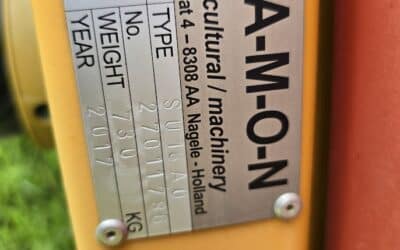 A-M-O-N
cultural / machinery
at 4 – 8308 AA Nagele - Holland
TYPE
No.
WEIGHT 730 KG
YEAR 2017